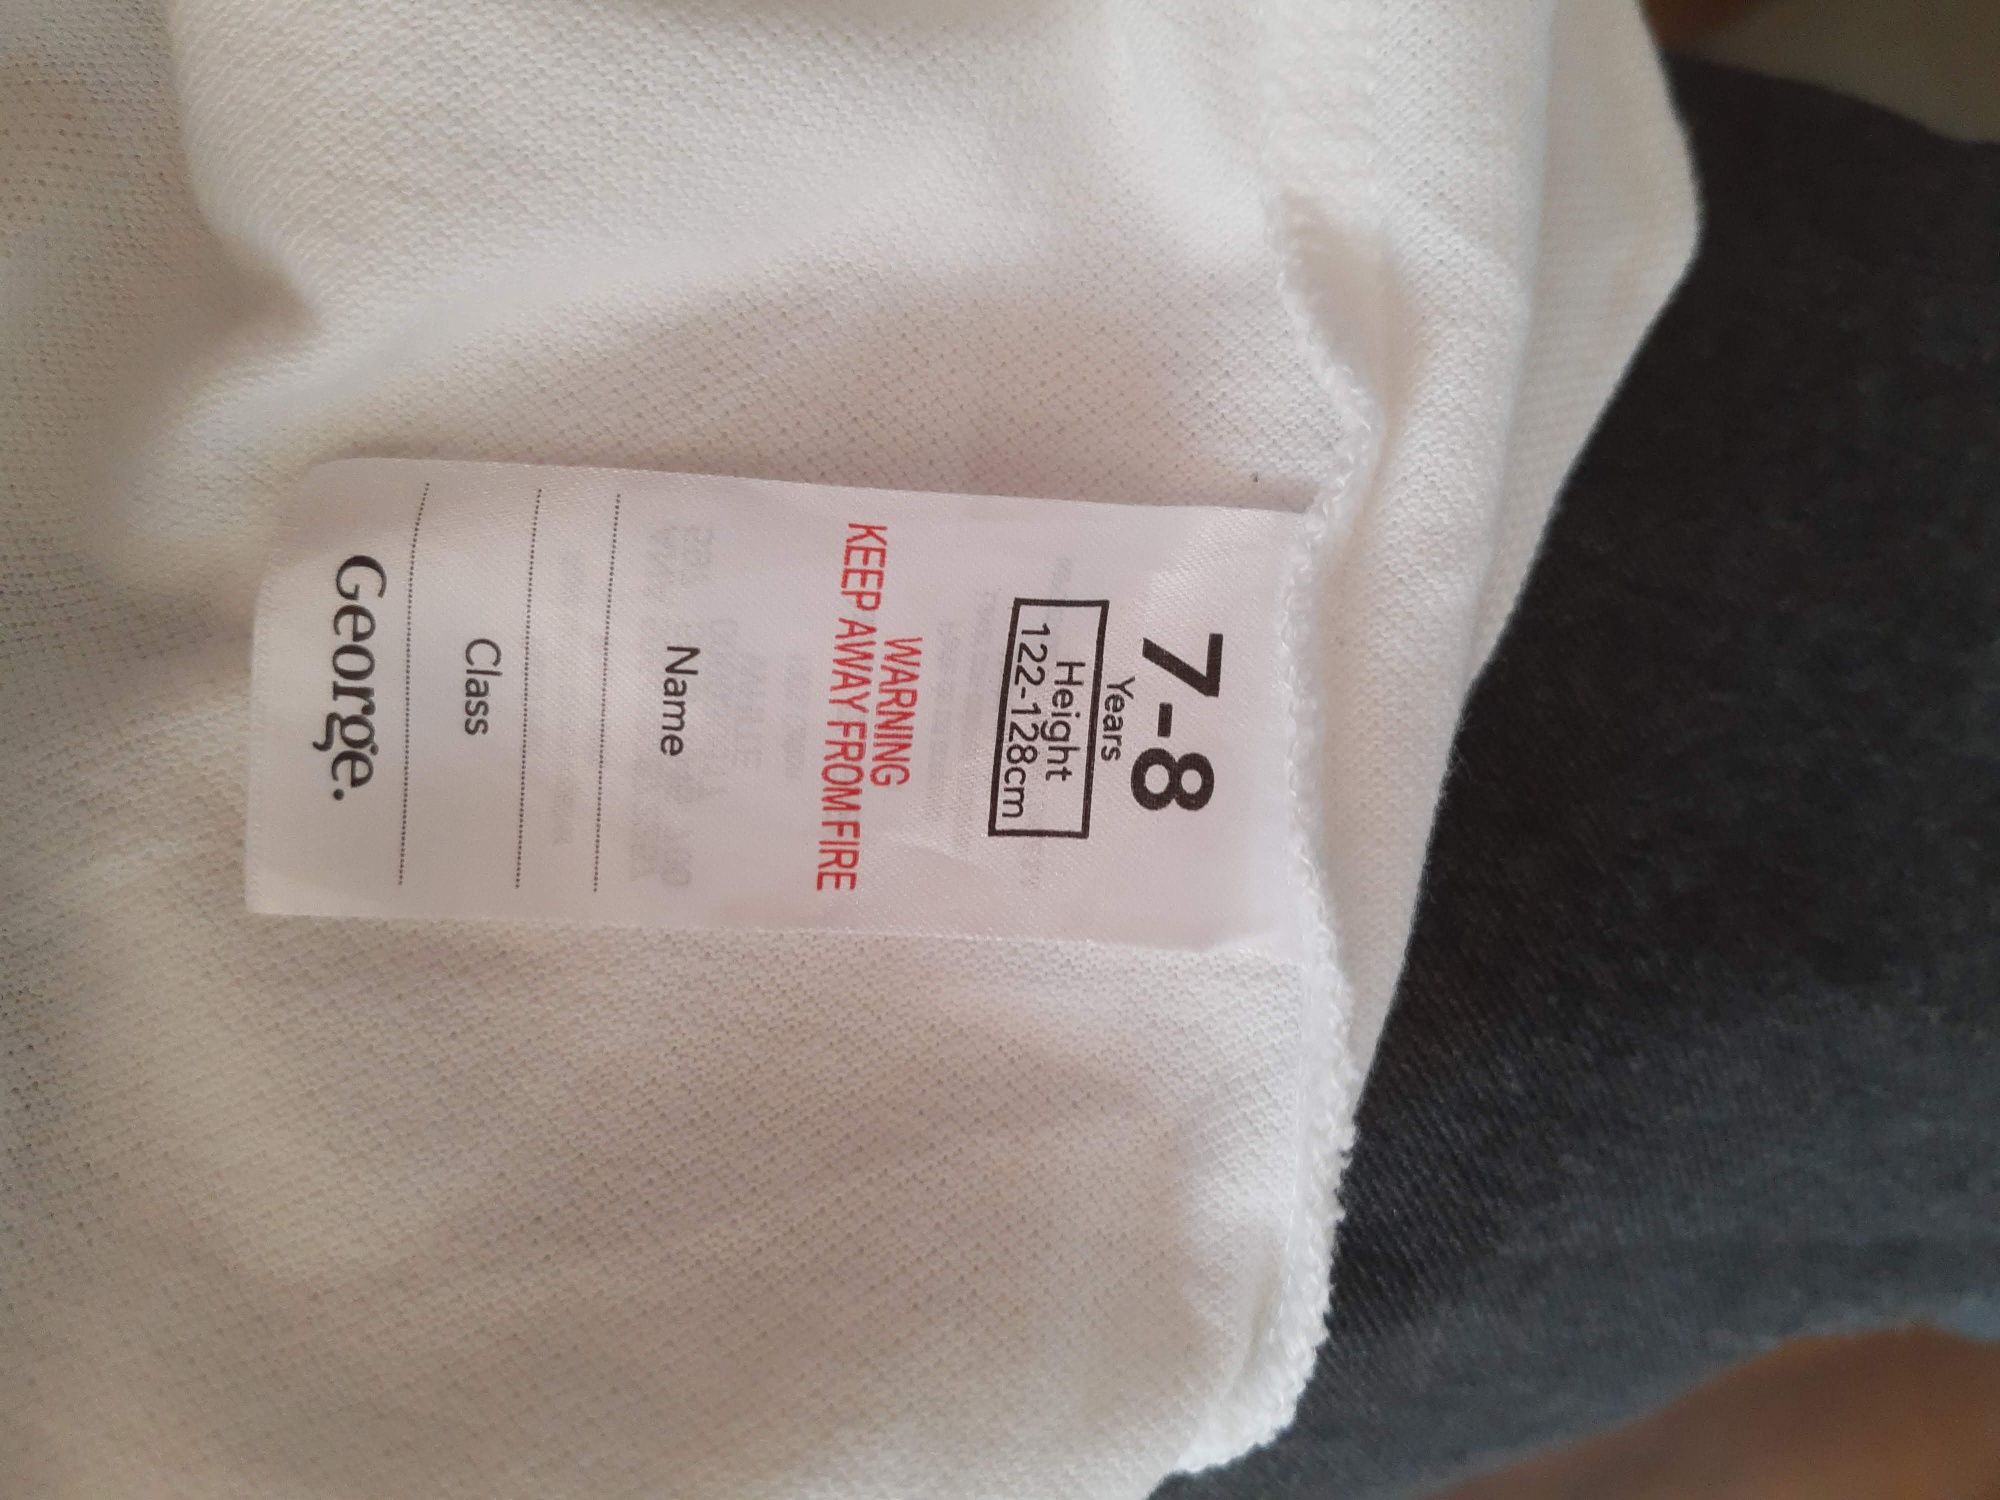 7-8
Years
Height
122-128cm
WARNING
KEEP AWAY FROM FIRE
Name
Class
George.